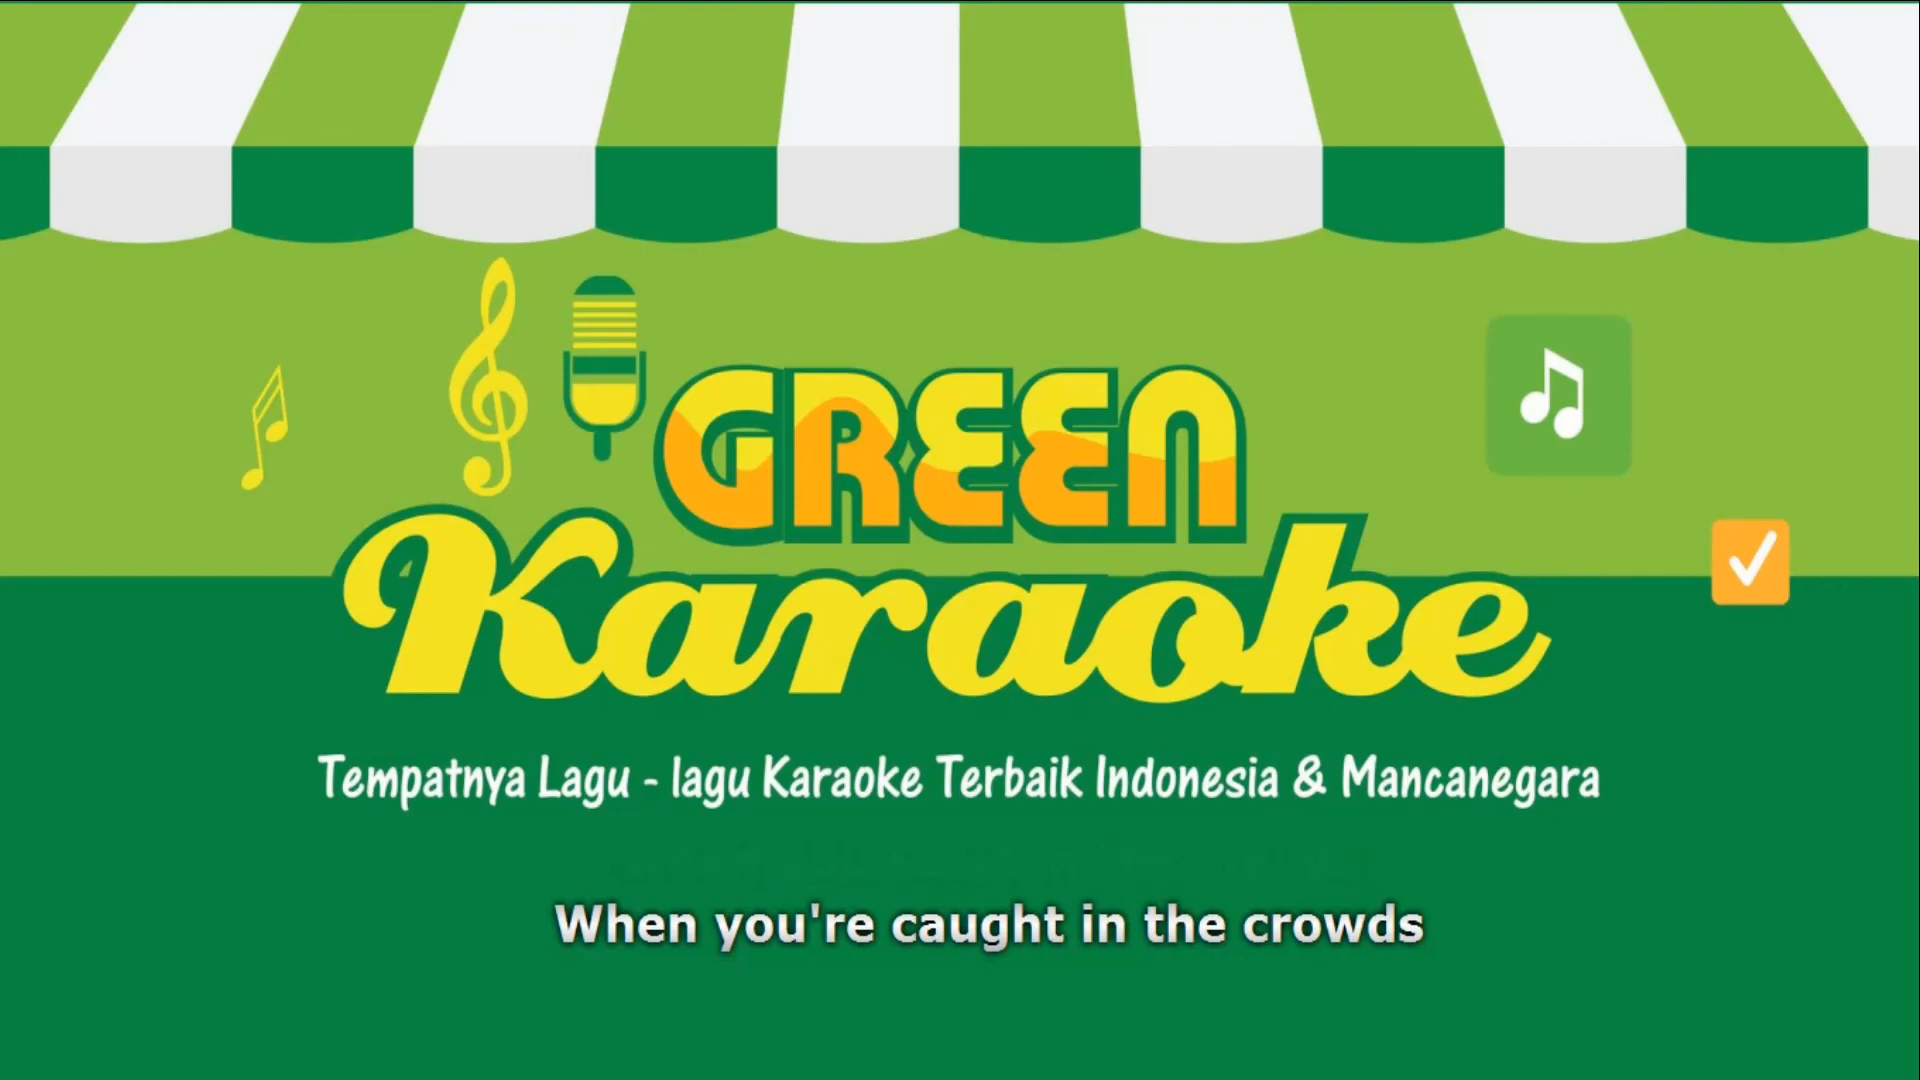 GREEN
Karaoke
Tempatnya Lagu - lagu Karaoke Terbaik Indonesia & Mancanegara
When you're caught in the crowds